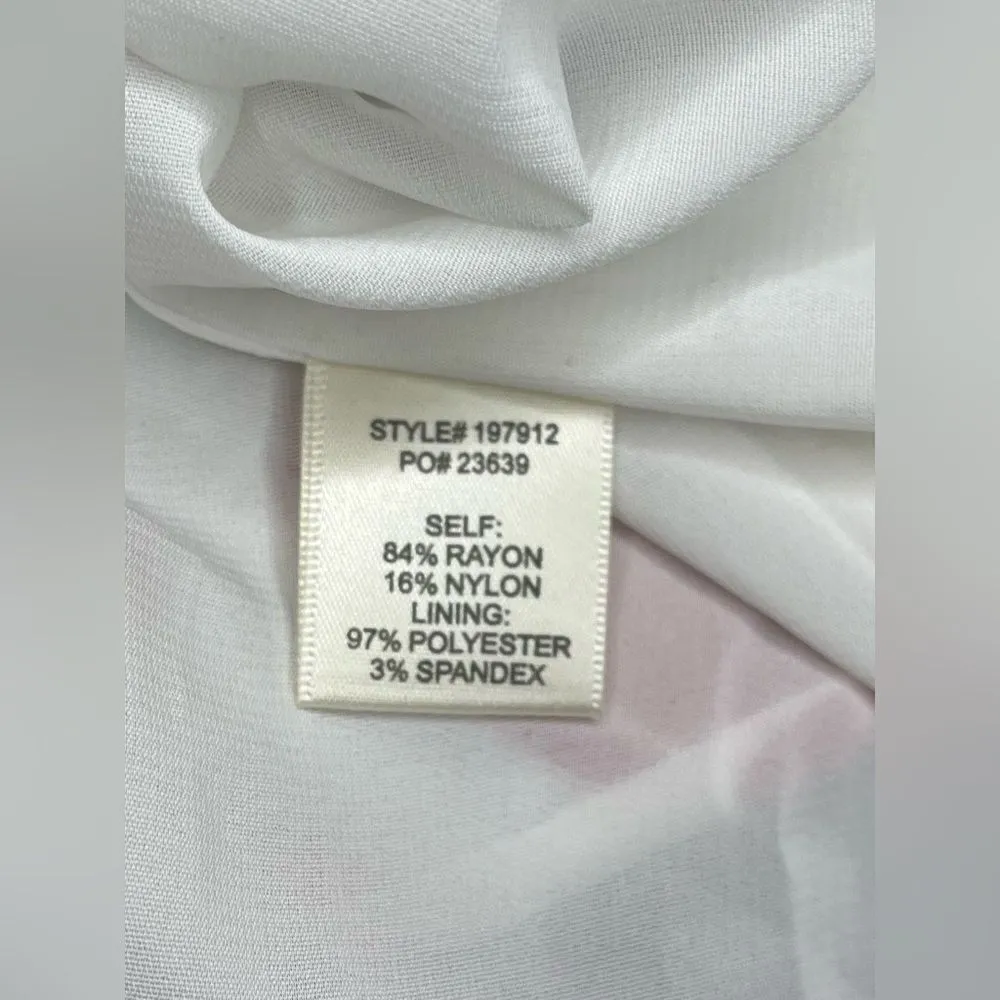 STYLE# 197912
PO# 23639
SELF:
84% RAYON
16% NYLON
LINING:
97% POLYESTER
3% SPANDEX